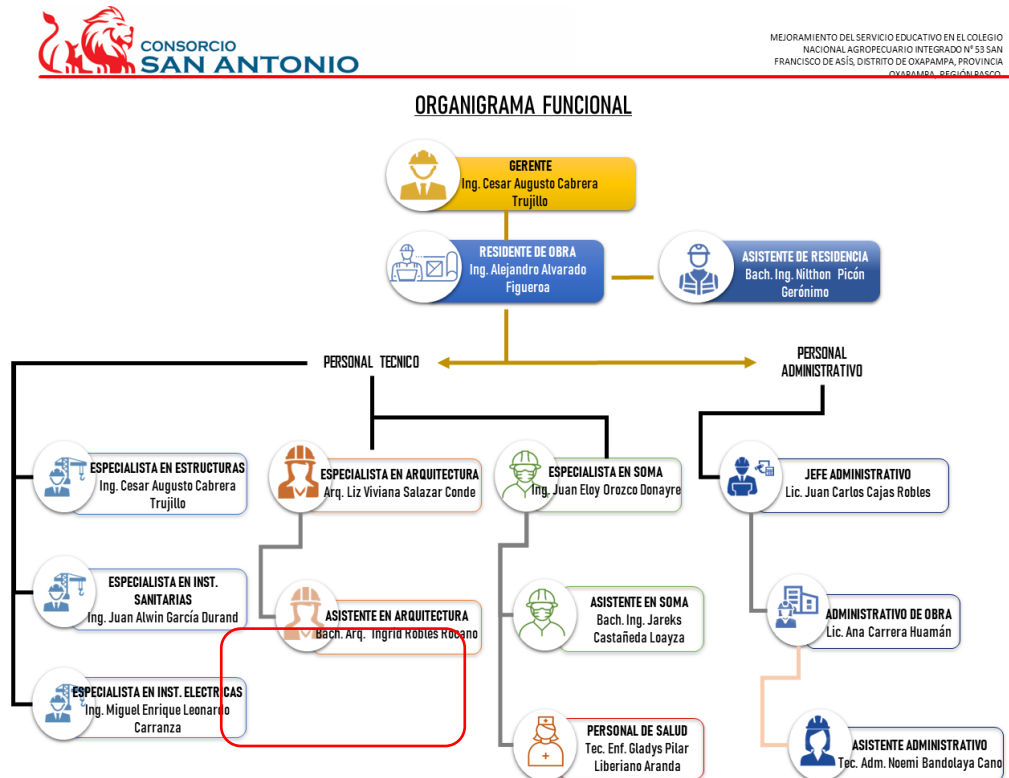 CONSORCIO
SAN ANTONIO
MEJORAMIENTO DEL SERVICIO EDUCATIVO EN EL COLEGIO
NACIONAL AGROPECUARIO INTEGRADO N° 53 SAN
FRANCISCO DE ASÍS, DISTRITO DE OXAPAMPA, PROVINCIA
OXAPAMPA, REGIÓN PASCO.
ORGANIGRAMA FUNCIONAL
GERENTE
Ing. Cesar Augusto Cabrera
Trujillo
RESIDENTE DE OBRA
Ing. Alejandro Alvarado
Figueroa
ASISTENTE DE RESIDENCIA
Bach. Ing. Nilthon Picón
Gerónimo
PERSONAL TECNICO
PERSONAL
ADMINISTRATIVO
ESPECIALISTA EN ESTRUCTURAS
Ing. Cesar Augusto Cabrera
Trujillo
ESPECIALISTA EN ARQUITECTURA
Arq. Liz Viviana Salazar Conde
ESPECIALISTA EN SOMA
Ing. Juan Eloy Orozco Donayre
JEFE ADMINISTRATIVO
Lic. Juan Carlos Cajas Robles
ESPECIALISTA EN INST.
SANITARIAS
Ing. Juan Alwin García Durand
ASISTENTE EN ARQUITECTURA
Bach. Arq. Ingrid Robles Rocano
ASISTENTE EN SOMA
Bach. Ing. Jareks
Castañeda Loayza
ADMINISTRATIVO DE OBRA
Lic. Ana Carrera Huamán
ESPECIALISTA EN INST. ELECTRICAS
Ing. Miguel Enrique Leonardo
Carranza
PERSONAL DE SALUD
Tec. Enf. Gladys Pilar
Liberiano Aranda
ASISTENTE ADMINISTRATIVO
Tec. Adm. Noemi Bandolaya Cano